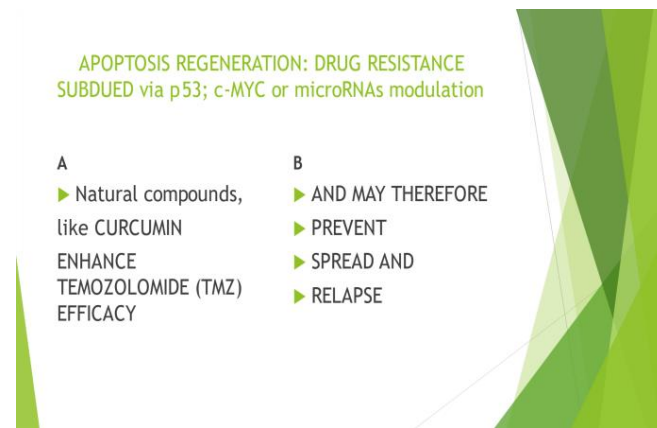 APOPTOSIS REGENERATION: DRUG RESISTANCE
SUBDUED via p53; c-MYC or microRNAs modulation
A
Natural compounds,
like CURCUMIN
ENHANCE
TEMOZOLOMIDE (TMZ)
EFFICACY
B
AND MAY THEREFORE
PREVENT
SPREAD AND
RELAPSE